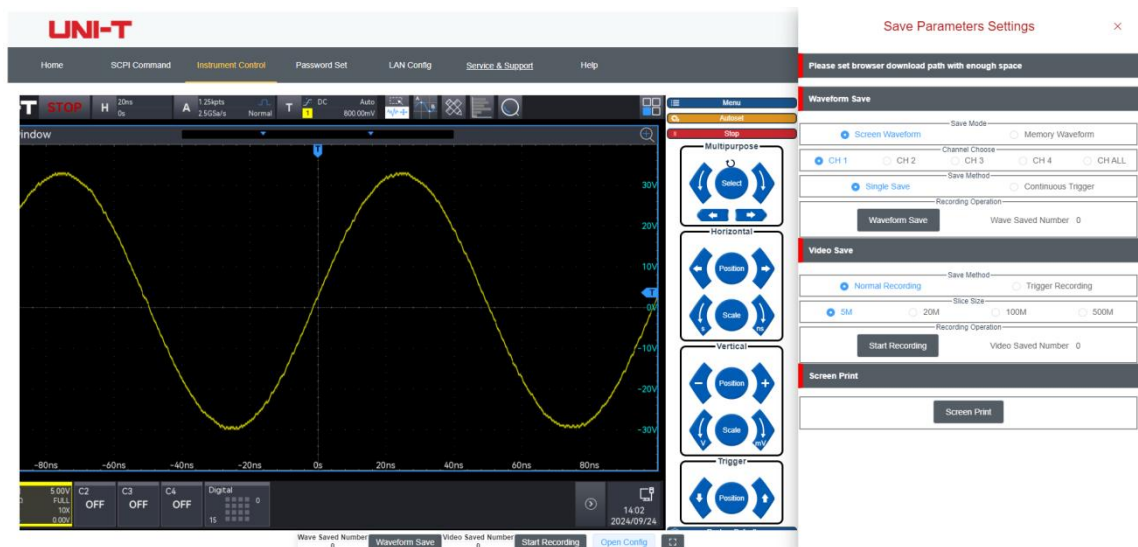 UNI-T
Home SCPI Command Instrument Control Password Set LAN Config Service & Support Help
-T STOP H 20ns 0s A 1.25kpts 2.5GSa/s Normal T DC Auto 1 800.00mV
indow
T
30V
20V
10V
T
0V
-10V
-20V
-30V
-80ns -60ns -40ns -20ns 0s 20ns 40ns 60ns 80ns
5.00V
FULL
10X
0.00V
C2 OFF
C3 OFF
C4 OFF
Digital
0
15
14:02
2024/09/24
Menu
Autoset
Stop
Multipurpose
Select
Horizontal
Position
Scale
s ns
Vertical
Position
Scale
V mV
Trigger
Position
Wave Saved Number 0 Waveform Save Video Saved Number 0 Start Recording Open Config
Save Parameters Settings
Please set browser download path with enough space
Waveform Save
Save Mode
Screen Waveform Memory Waveform
Channel Choose
CH 1 CH 2 CH 3 CH 4 CH ALL
Save Method
Single Save Continuous Trigger
Recording Operation
Waveform Save Wave Saved Number 0
Video Save
Save Method
Normal Recording Trigger Recording
Slice Size
5M 20M 100M 500M
Recording Operation
Start Recording Video Saved Number 0
Screen Print
Screen Print